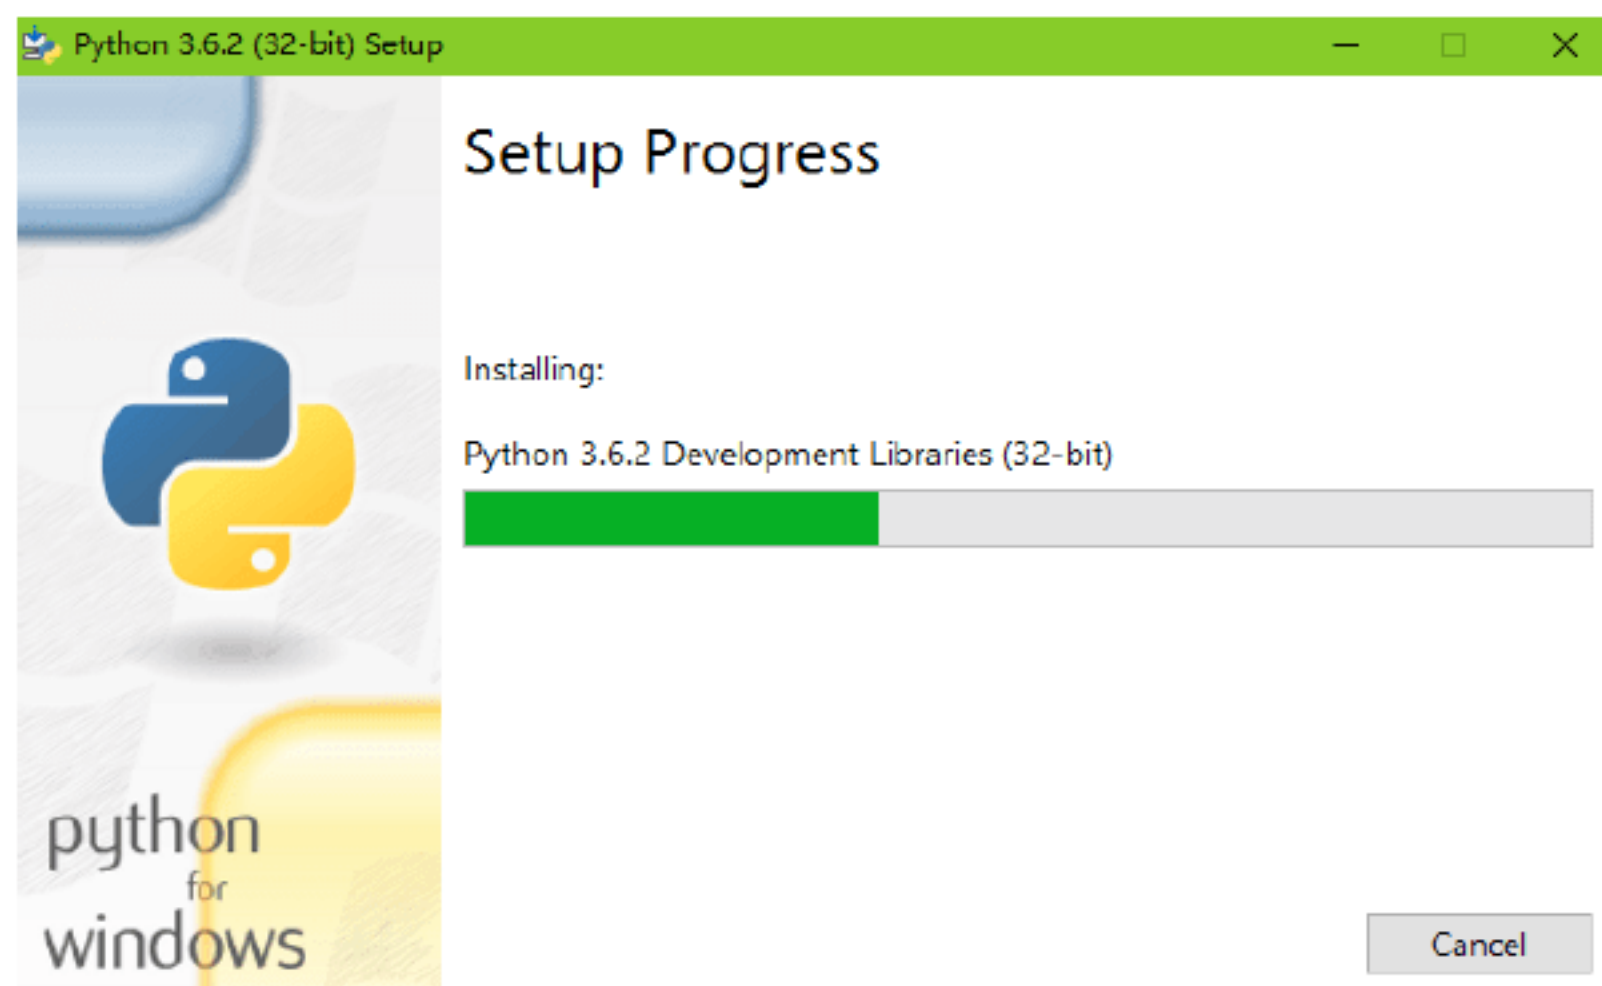 Python 3.6.2 (32-bit) Setup
Setup Progress
Installing:
Python 3.6.2 Development Libraries (32-bit)
python
for
windows
Cancel